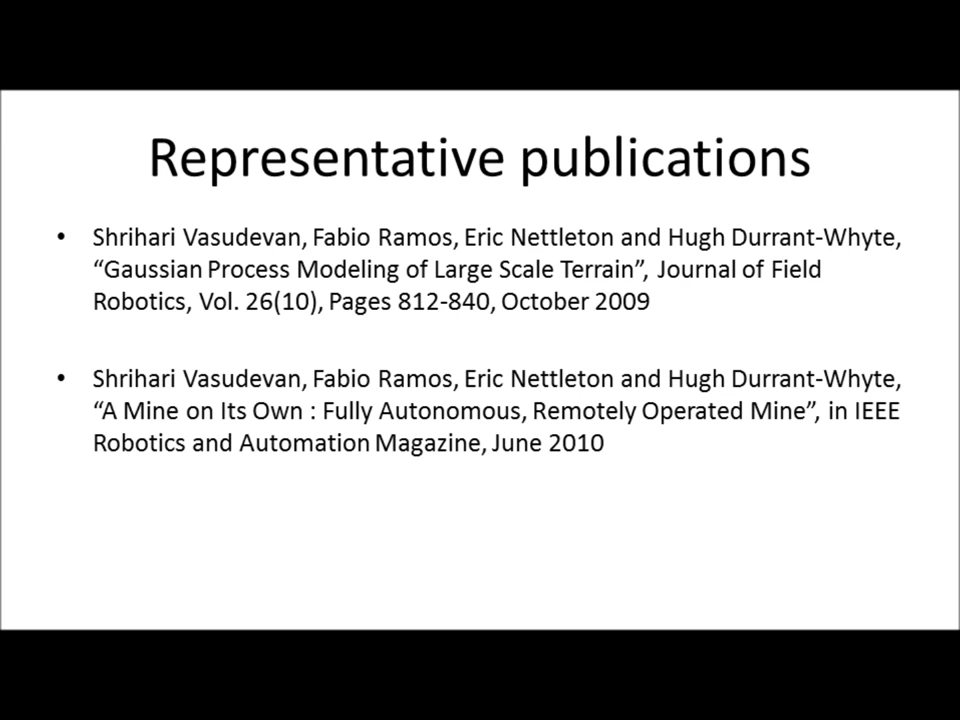 Representative publications
• Shrihari Vasudevan, Fabio Ramos, Eric Nettleton and Hugh Durrant-Whyte,
“Gaussian Process Modeling of Large Scale Terrain”, Journal of Field
Robotics, Vol. 26(10), Pages 812-840, October 2009
• Shrihari Vasudevan, Fabio Ramos, Eric Nettleton and Hugh Durrant-Whyte,
“A Mine on Its Own : Fully Autonomous, Remotely Operated Mine”, in IEEE
Robotics and Automation Magazine, June 2010